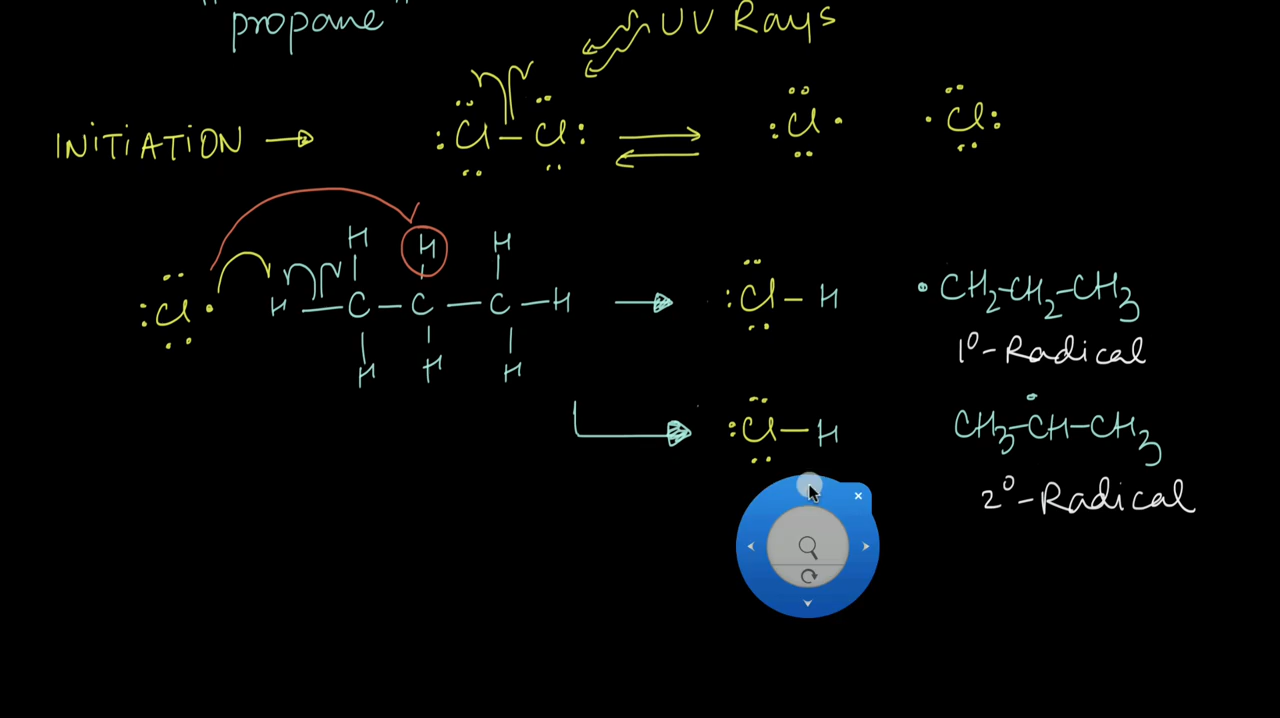 "propane"
UV Rays
INITIATION → :Cl–Cl: ⇌ :Cl· ·Cl:
H H H
:Cl· H–C–C–C–H → :Cl–H ·CH2–CH2–CH3
H H H
1°-Radical
→ :Cl–H CH3–ĊH–CH3
2°-Radical